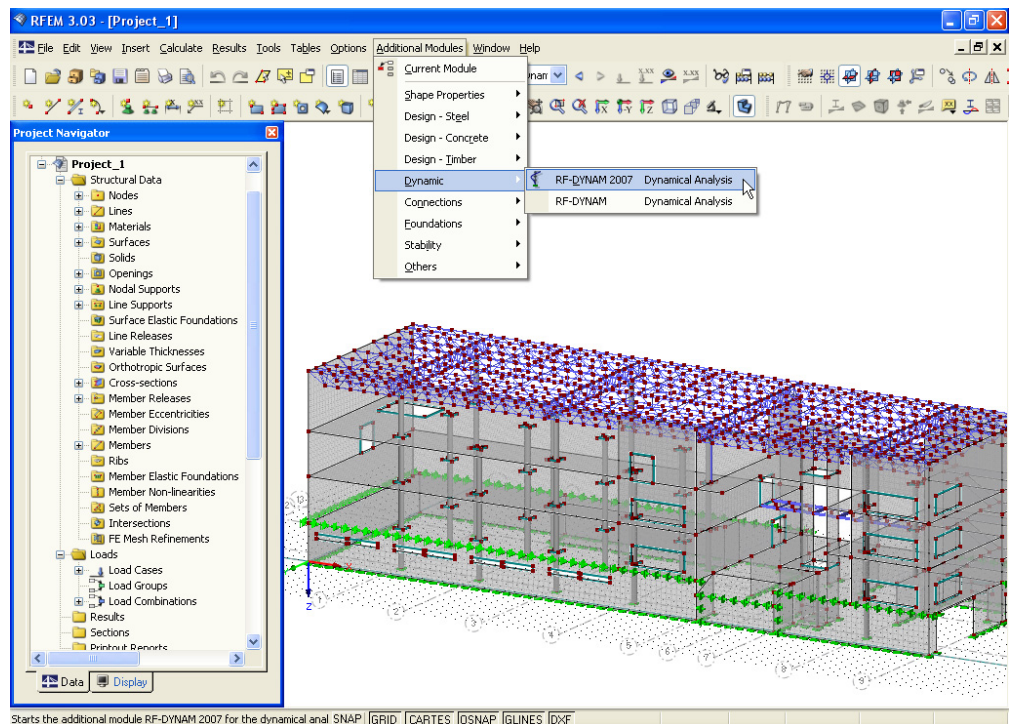 RFEM 3.03 - [Project_1]
File Edit View Insert Calculate Results Tools Tables Options Additional Modules Window Help
Current Module
Shape Properties
Design - Steel
Design - Concrete
Design - Timber
Dynamic
Connections
Foundations
Stability
Others
RF-DYNAM 2007 Dynamical Analysis
RF-DYNAM Dynamical Analysis
Project Navigator
Project_1
Structural Data
Nodes
Lines
Materials
Surfaces
Solids
Openings
Nodal Supports
Line Supports
Surface Elastic Foundations
Line Releases
Variable Thicknesses
Orthotropic Surfaces
Cross-sections
Member Releases
Member Eccentricities
Member Divisions
Members
Ribs
Member Elastic Foundations
Member Non-linearities
Sets of Members
Intersections
FE Mesh Refinements
Loads
Load Cases
Load Groups
Load Combinations
Results
Sections
Printout Reports
Data Display
Z
Starts the additional module RF-DYNAM 2007 for the dynamical anal SNAP GRID CARTES OSNAP GLINES DXF